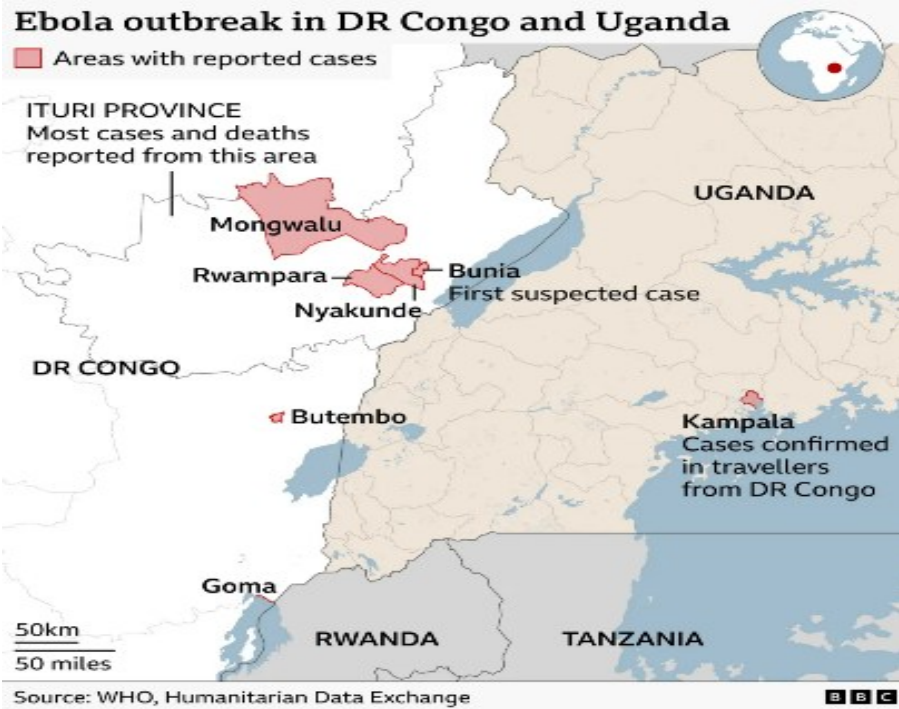 Ebola outbreak in DR Congo and Uganda
Areas with reported cases
ITURI PROVINCE
Most cases and deaths
reported from this area
UGANDA
Mongwalu
Rwampara
Bunia
First suspected case
Nyakunde
DR CONGO
Butembo
Kampala
Cases confirmed
in travellers
from DR Congo
Goma
50km
50 miles
RWANDA
TANZANIA
Source: WHO, Humanitarian Data Exchange
BBC